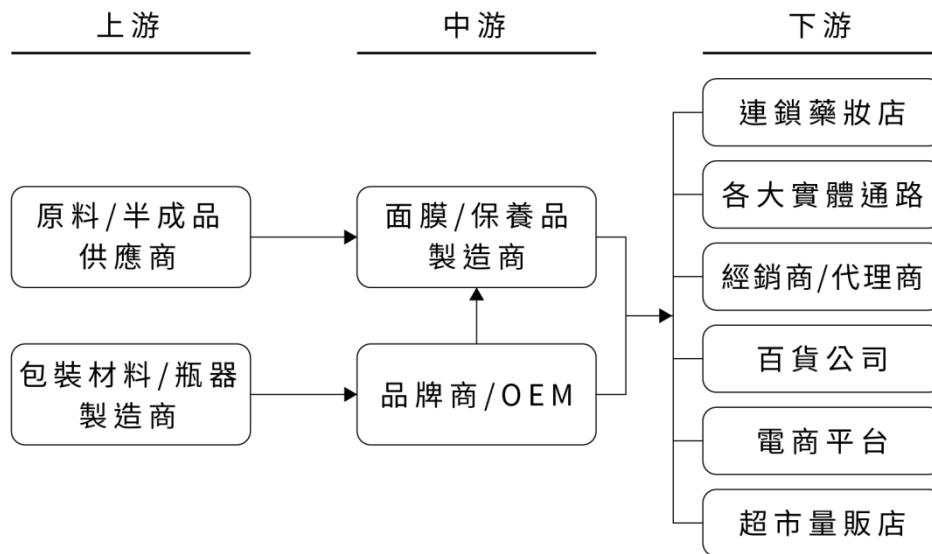 上游
中游
下游
連鎖藥妝店
各大實體通路
原料/半成品
供應商
面膜/保養品
製造商
經銷商/代理商
百貨公司
包裝材料/瓶器
製造商
品牌商/OEM
電商平台
超市量販店